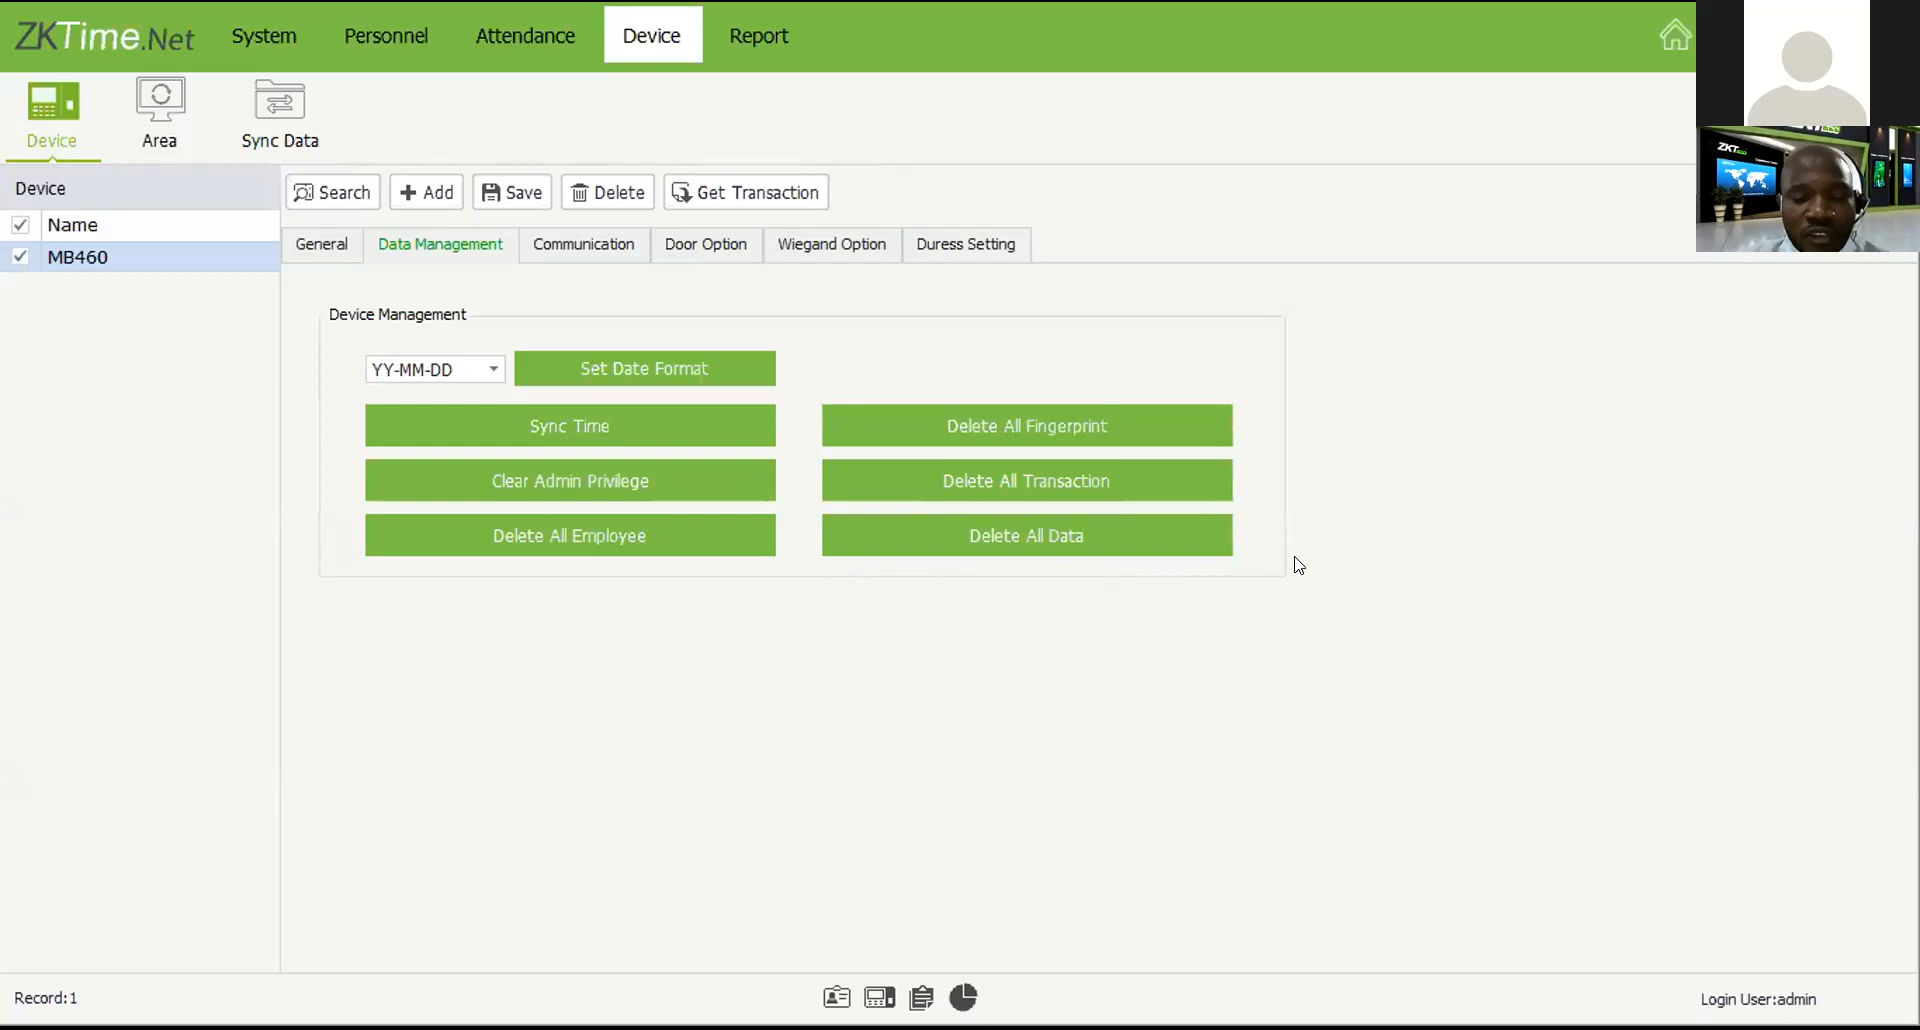 ZKTime.Net System Personnel Attendance Device Report
Device Area Sync Data
Device
Search Add Save Delete Get Transaction
Name
General Data Management Communication Door Option Wiegand Option Duress Setting
MB460
Device Management
YY-MM-DD Set Date Format
Sync Time Delete All Fingerprint
Clear Admin Privilege Delete All Transaction
Delete All Employee Delete All Data
Record:1
Login User:admin